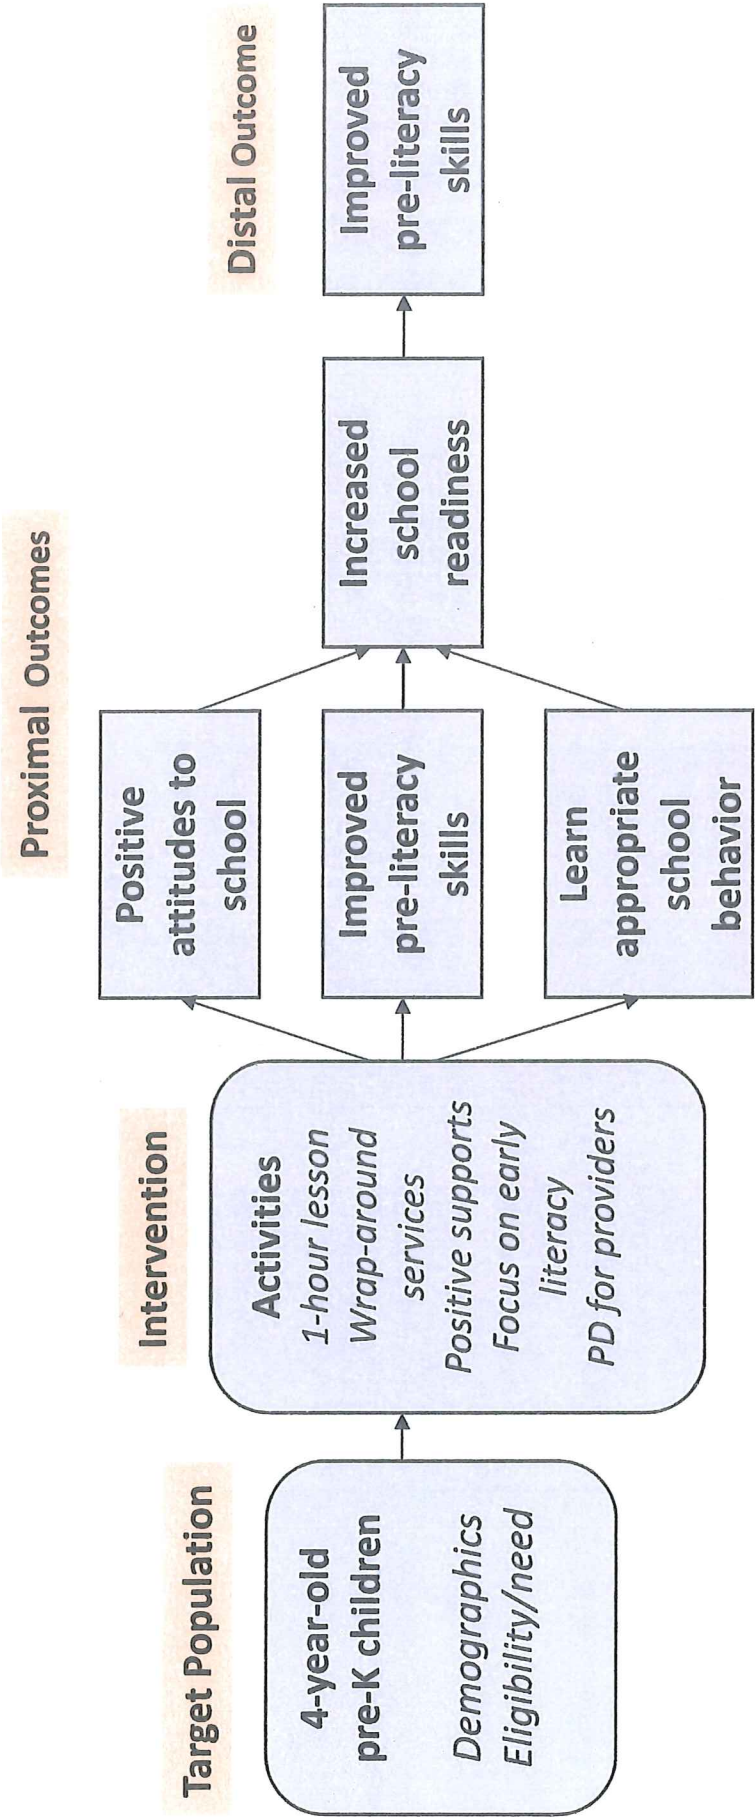 Target Population
4-year-old
pre-K children
Demographics
Eligibility/need
Intervention
Activities
1-hour lesson
Wrap-around
services
Positive supports
Focus on early
literacy
PD for providers
Proximal Outcomes
Positive
attitudes to
school
Improved
pre-literacy
skills
Learn
appropriate
school
behavior
Increased
school
readiness
Distal Outcome
Improved
pre-literacy
skills